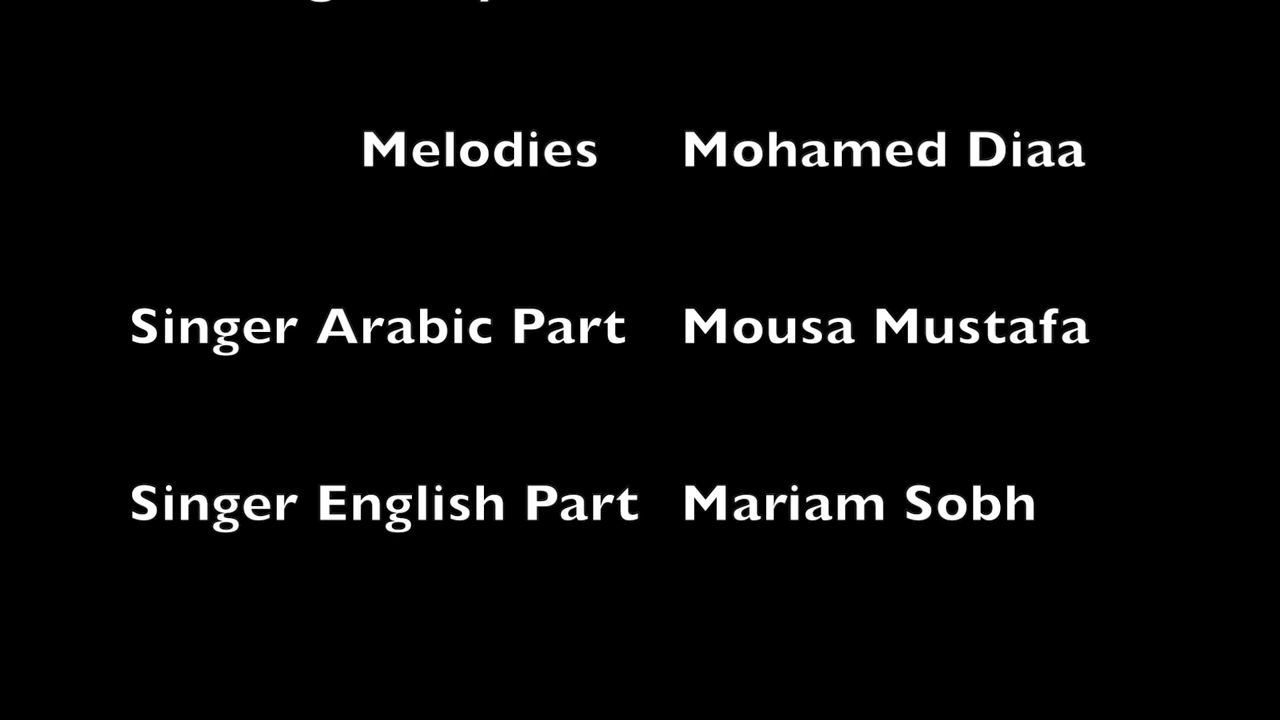 Melodies Mohamed Diaa
Singer Arabic Part Mousa Mustafa
Singer English Part Mariam Sobh